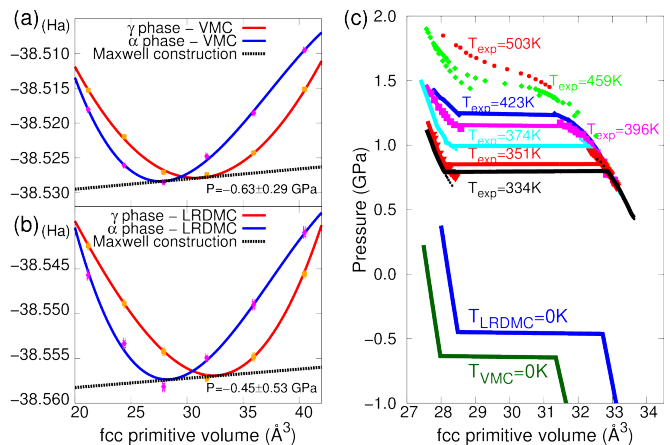 (a)
(Ha)
γ phase – VMC
α phase – VMC
Maxwell construction
−38.510
−38.515
−38.520
−38.525
−38.530
P=−0.63±0.29 GPa
(b)
(Ha)
γ phase – LRDMC
α phase – LRDMC
Maxwell construction
−38.545
−38.550
−38.555
−38.560
P=−0.45±0.53 GPa
20 25 30 35 40
fcc primitive volume (Å3)
(c)
Pressure (GPa)
2.0
1.5
1.0
0.5
0.0
−0.5
−1.0
Texp=503K
Texp=459K
Texp=423K
Texp=396K
Texp=374K
Texp=351K
Texp=334K
TLRDMC=0K
TVMC=0K
27 28 29 30 31 32 33 34
fcc primitive volume (Å3)